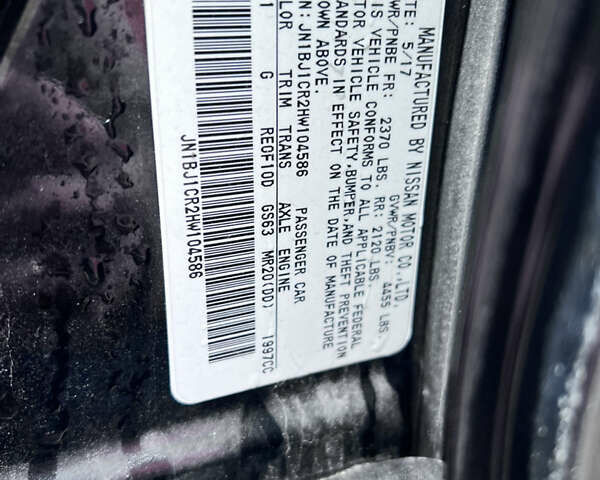 MANUFACTURED BY NISSAN MOTOR CO.,LTD.
TE: 5/17 GVWR/PNBV: 4455 LBS
WR/PNBE FR: 2370 LBS. RR: 2120 LBS.
IS VEHICLE CONFORMS TO ALL APPLICABLE FEDERAL
TOR VEHICLE SAFETY,BUMPER,AND THEFT PREVENTION
ANDARDS IN EFFECT ON THE DATE OF MANUFACTURE
OWN ABOVE.
N: JN1BJ1CR2HW104586 PASSENGER CAR
LOR TRIM TRANS AXLE ENGINE
1 G RE0F10D GS63 MR20(DD) 1997CC
JN1BJ1CR2HW104586